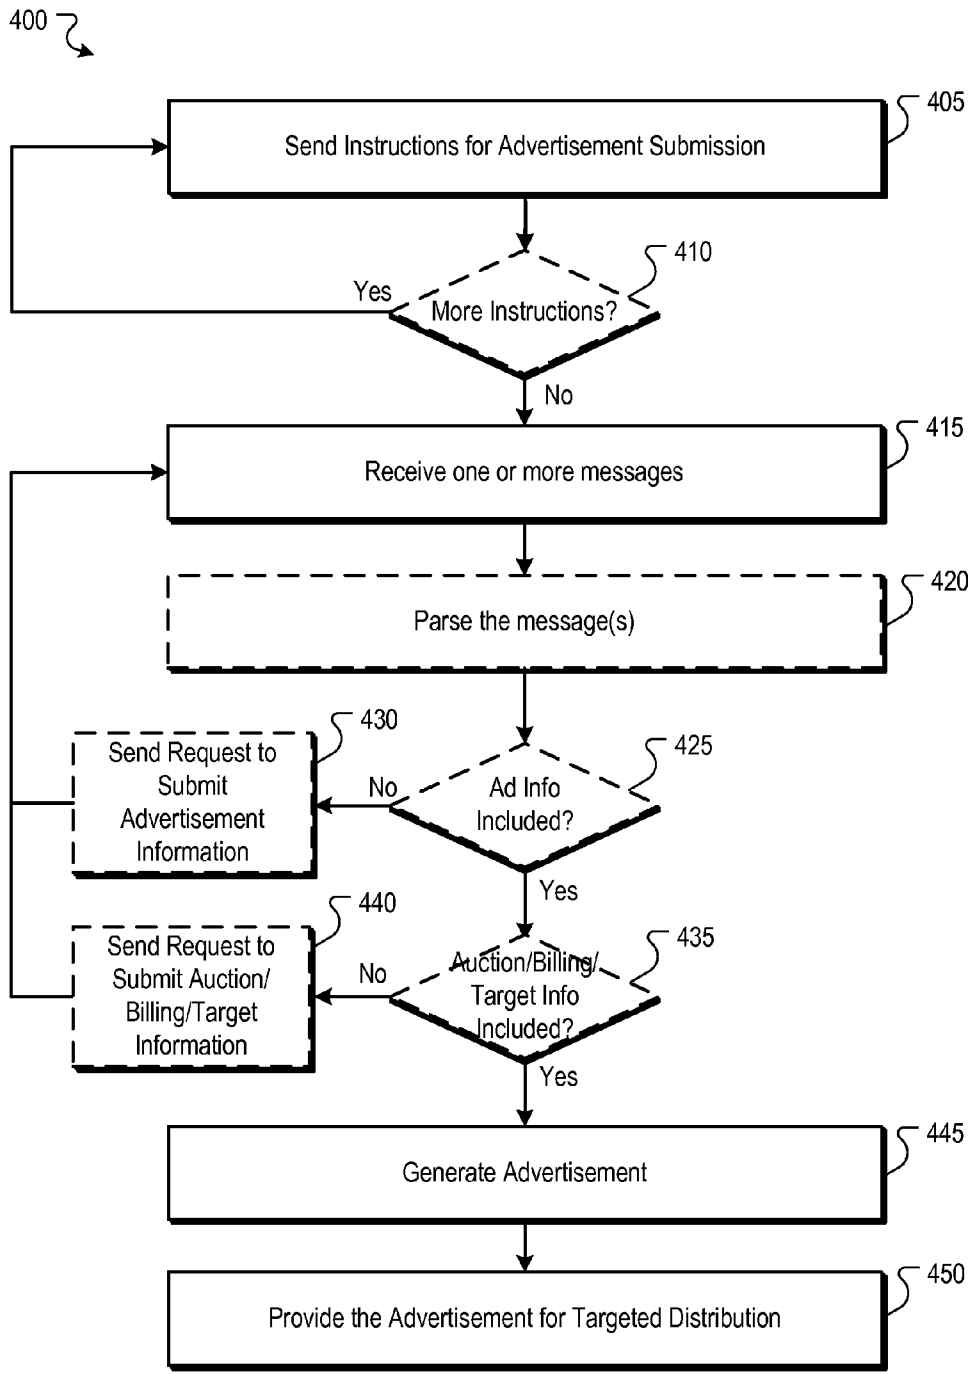 400
405
Send Instructions for Advertisement Submission
410
Yes
More Instructions?
No
415
Receive one or more messages
420
Parse the message(s)
430
425
Send Request to
Submit
Advertisement
Information
No
Ad Info
Included?
Yes
440
435
Send Request to
Submit Auction/
Billing/Target
Information
No
Auction/Billing/
Target Info
Included?
Yes
445
Generate Advertisement
450
Provide the Advertisement for Targeted Distribution